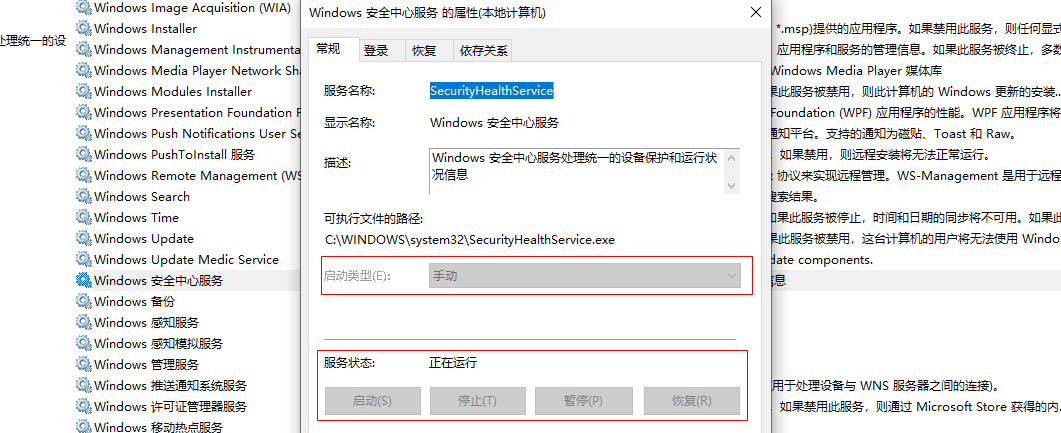 处理统一的设
Windows Image Acquisition (WIA)
Windows Installer
Windows Management Instrumenta
Windows Media Player Network Sha
Windows Modules Installer
Windows Presentation Foundation F
Windows Push Notifications User Se
Windows PushToInstall 服务
Windows Remote Management (WS
Windows Search
Windows Time
Windows Update
Windows Update Medic Service
Windows 安全中心服务
Windows 备份
Windows 感知服务
Windows 感知模拟服务
Windows 管理服务
Windows 推送通知系统服务
Windows 许可证管理器服务
Windows 移动热点服务
Windows 安全中心服务 的属性(本地计算机)
常规 登录 恢复 依存关系
服务名称: SecurityHealthService
显示名称: Windows 安全中心服务
描述: Windows 安全中心服务处理统一的设备保护和运行状
况信息
可执行文件的路径:
C:\WINDOWS\system32\SecurityHealthService.exe
启动类型(E): 手动
服务状态: 正在运行
启动(S) 停止(T) 暂停(P) 恢复(R)
*.msp)提供的应用程序。如果禁用此服务，则任何显式
应用程序和服务的管理信息。如果此服务被终止，多数
Windows Media Player 媒体库
果此服务被禁用，则此计算机的 Windows 更新的安装..
Foundation (WPF) 应用程序的性能。WPF 应用程序将
通知平台。支持的通知为磁贴、Toast 和 Raw。
如果禁用，则远程安装将无法正常运行。
协议来实现远程管理。WS-Management 是用于远程
搜索结果。
果此服务被停止，时间和日期的同步将不可用。如果此
果此服务被禁用，这台计算机的用户将无法使用 Windo.
date components.
信息
用于处理设备与 WNS 服务器之间的连接)。
如果禁用此服务，则通过 Microsoft Store 获得的内.